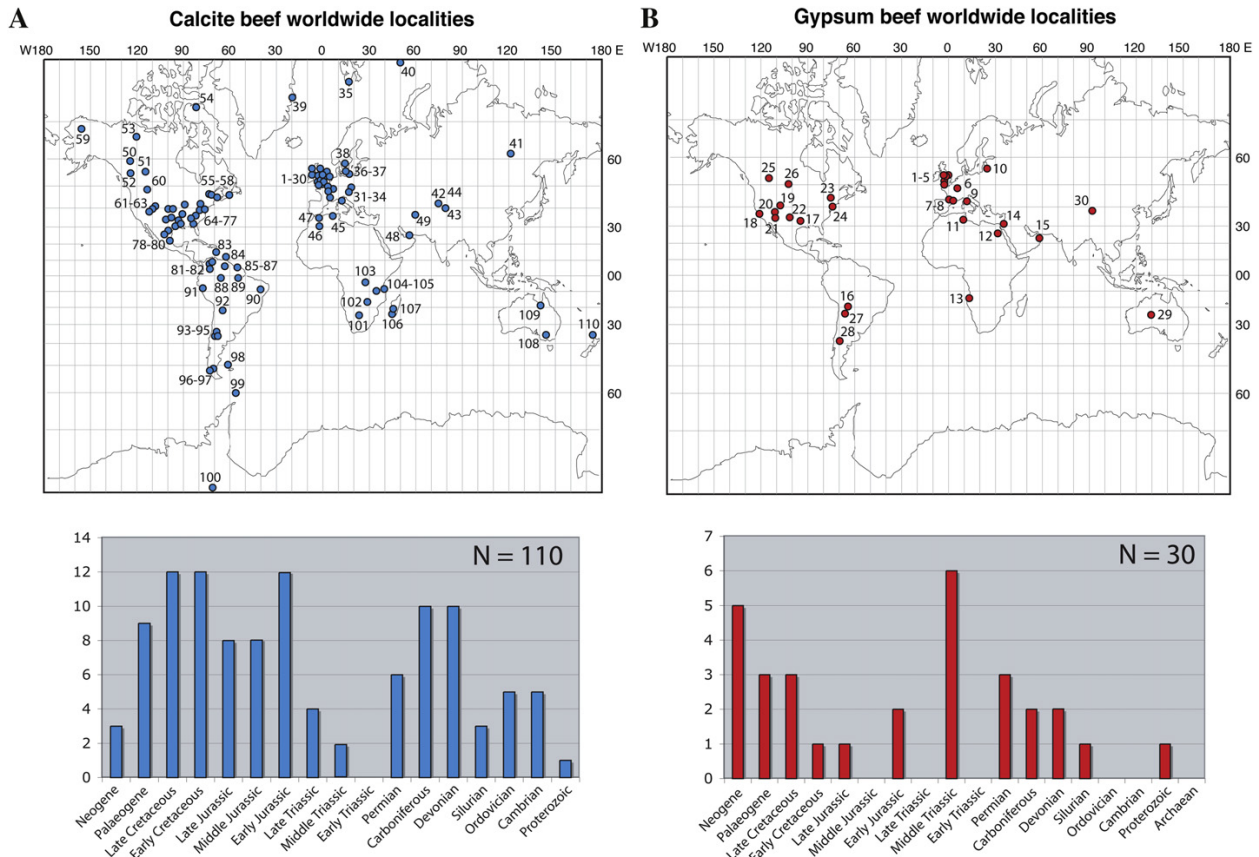 A
Calcite beef worldwide localities
W180 150 120 90 60 30 0 30 60 90 120 150 180 E
40
35
39
54
59
53
41
50
51
38
60
52
60
55-58
1-30
36-37
42 44
61-63
31-34
43
64-77
47
45
49
30
46
48
78-80
83
84
81-82
85-87
103
00
91
88 89
90
104-105
92
102
107
109
101
106
110
30
93-95
108
98
96-97
99
60
100
14
12
10
8
6
4
2
0
N = 110
Neogene
Palaeogene
Late Cretaceous
Early Cretaceous
Late Jurassic
Middle Jurassic
Early Jurassic
Late Triassic
Middle Triassic
Early Triassic
Permian
Carboniferous
Devonian
Silurian
Ordovician
Cambrian
Proterozoic
B
Gypsum beef worldwide localities
W180 150 120 90 60 30 0 30 60 90 120 150 180 E
60
10
25
26
1-5
6
23
9
20
19
7-8
30
18
22
17
24
14
15
21
11
12
30
00
16
13
27
29
28
30
60
7
6
5
4
3
2
1
0
N = 30
Neogene
Palaeogene
Late Cretaceous
Early Cretaceous
Late Jurassic
Middle Jurassic
Early Jurassic
Late Triassic
Middle Triassic
Early Triassic
Permian
Carboniferous
Devonian
Silurian
Ordovician
Cambrian
Proterozoic
Archaean